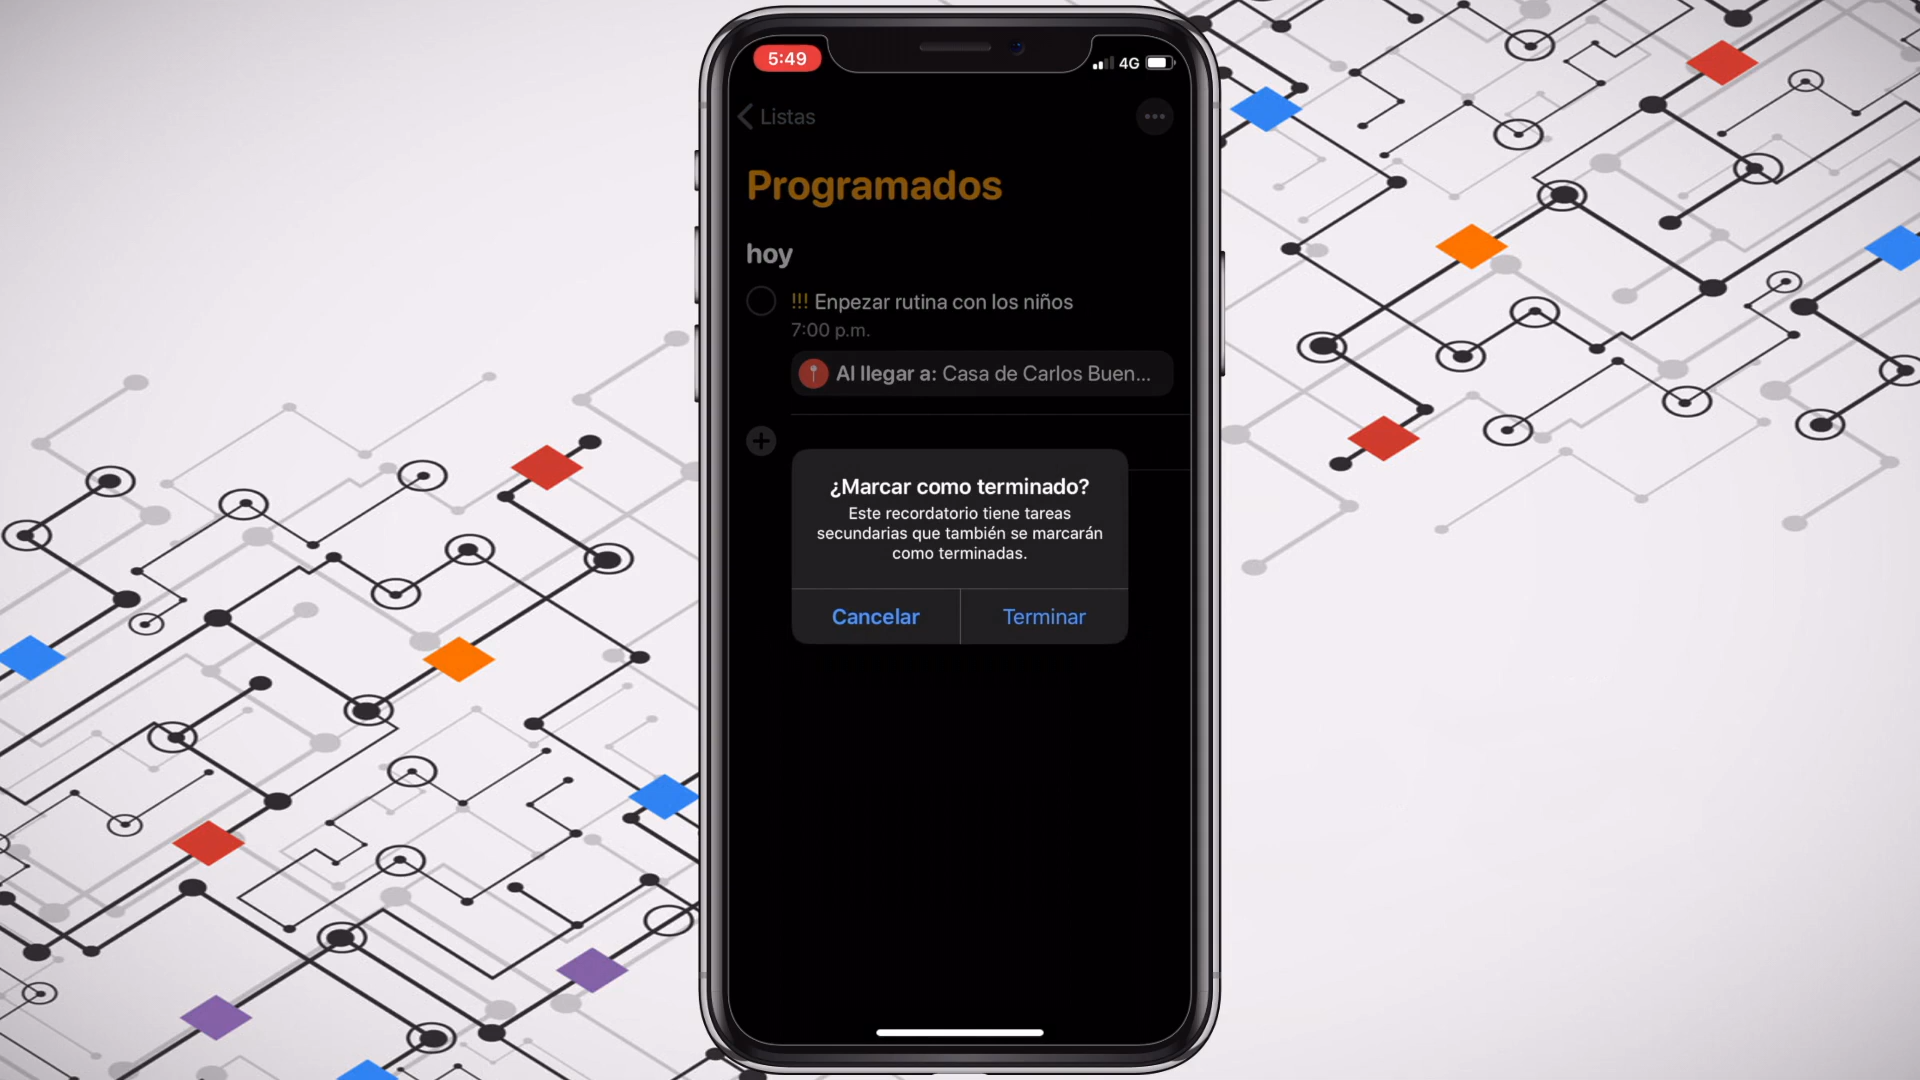 5:49
4G
Listas
Programados
hoy
!!! Enpezar rutina con los niños
7:00 p.m.
Al llegar a: Casa de Carlos Buen...
¿Marcar como terminado?
Este recordatorio tiene tareas
secundarias que también se marcarán
como terminadas.
Cancelar
Terminar